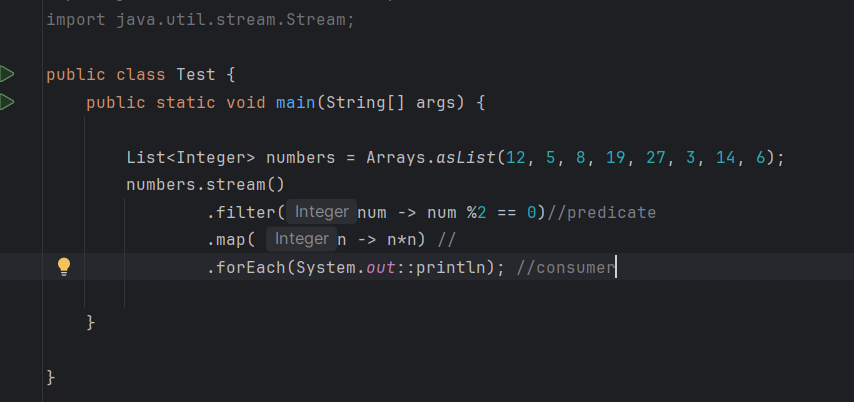 import java.util.stream.Stream;
public class Test {
public static void main(String[] args) {
List<Integer> numbers = Arrays.asList(12, 5, 8, 19, 27, 3, 14, 6);
numbers.stream()
.filter( Integer num -> num %2 == 0)//predicate
.map( Integer n -> n*n) //
.forEach(System.out::println); //consumer
}
}